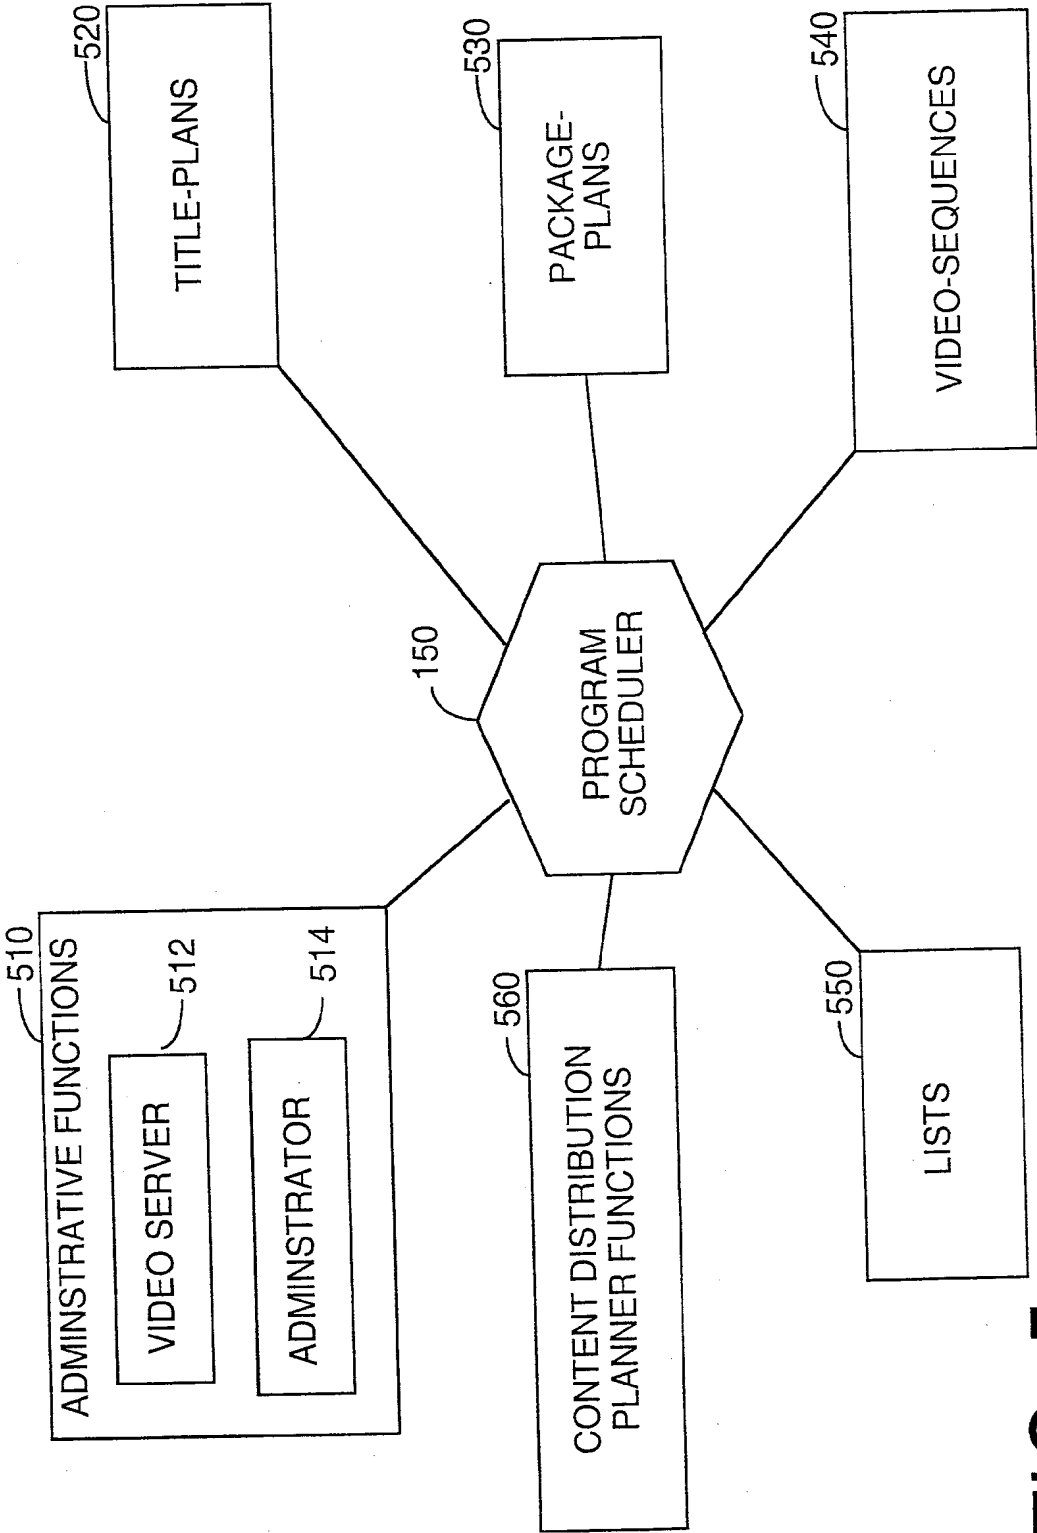 510
ADMINSTRATIVE FUNCTIONS
512
VIDEO SERVER
514
ADMINSTRATOR
520
TITLE-PLANS
150
PROGRAM
SCHEDULER
560
CONTENT DISTRIBUTION
PLANNER FUNCTIONS
530
PACKAGE-
PLANS
550
LISTS
540
VIDEO-SEQUENCES